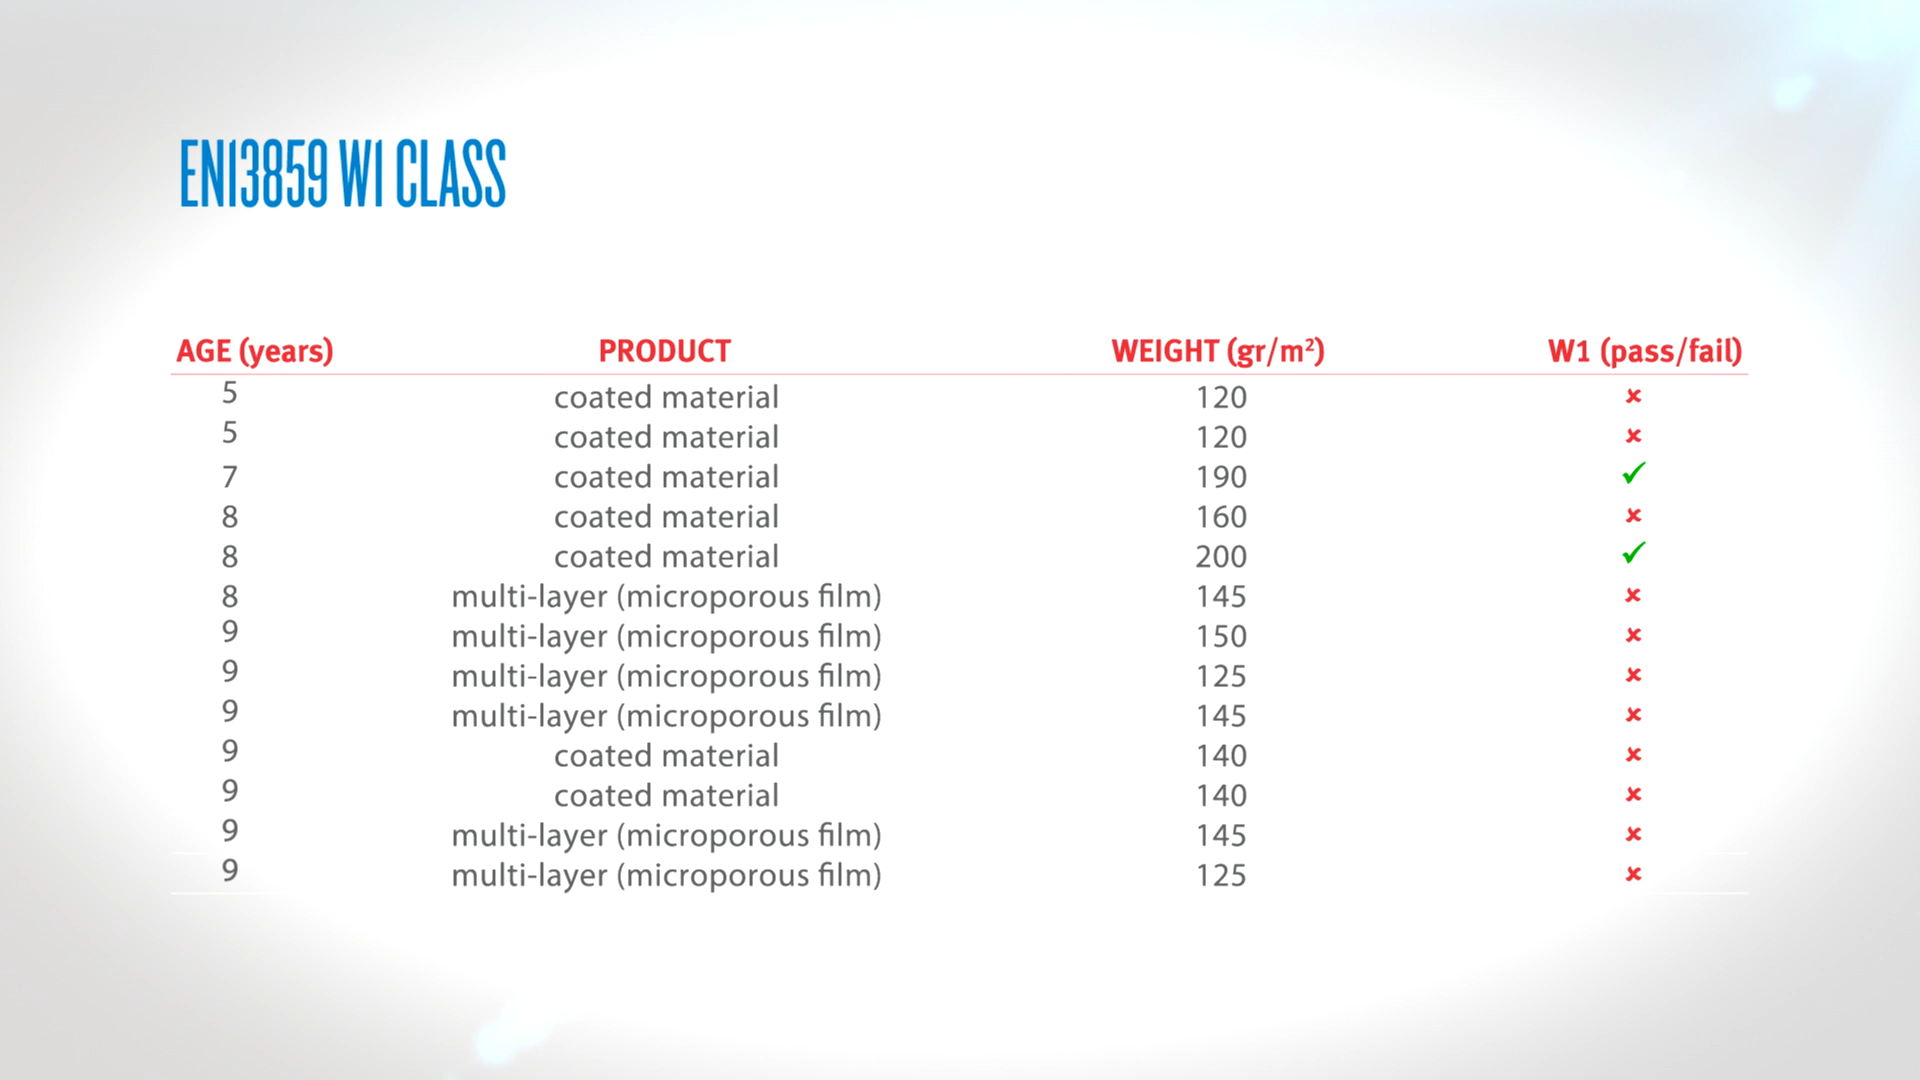 EN13859 W1 CLASS
AGE (years) PRODUCT WEIGHT (gr/m²) W1 (pass/fail)
5 coated material 120 ✘
5 coated material 120 ✘
7 coated material 190 ✓
8 coated material 160 ✘
8 coated material 200 ✓
8 multi-layer (microporous film) 145 ✘
9 multi-layer (microporous film) 150 ✘
9 multi-layer (microporous film) 125 ✘
9 multi-layer (microporous film) 145 ✘
9 coated material 140 ✘
9 coated material 140 ✘
9 multi-layer (microporous film) 145 ✘
9 multi-layer (microporous film) 125 ✘